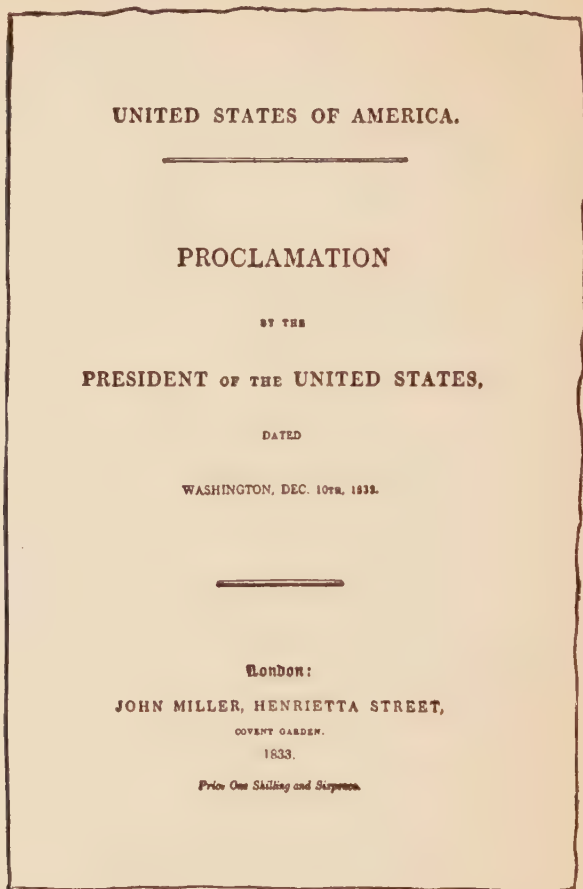 UNITED STATES OF AMERICA.
PROCLAMATION
BY THE
PRESIDENT OF THE UNITED STATES,
DATED
WASHINGTON, DEC. 10TH, 1832.
London:
JOHN MILLER, HENRIETTA STREET,
COVENT GARDEN.
1833.
Price One Shilling and Sixpence.